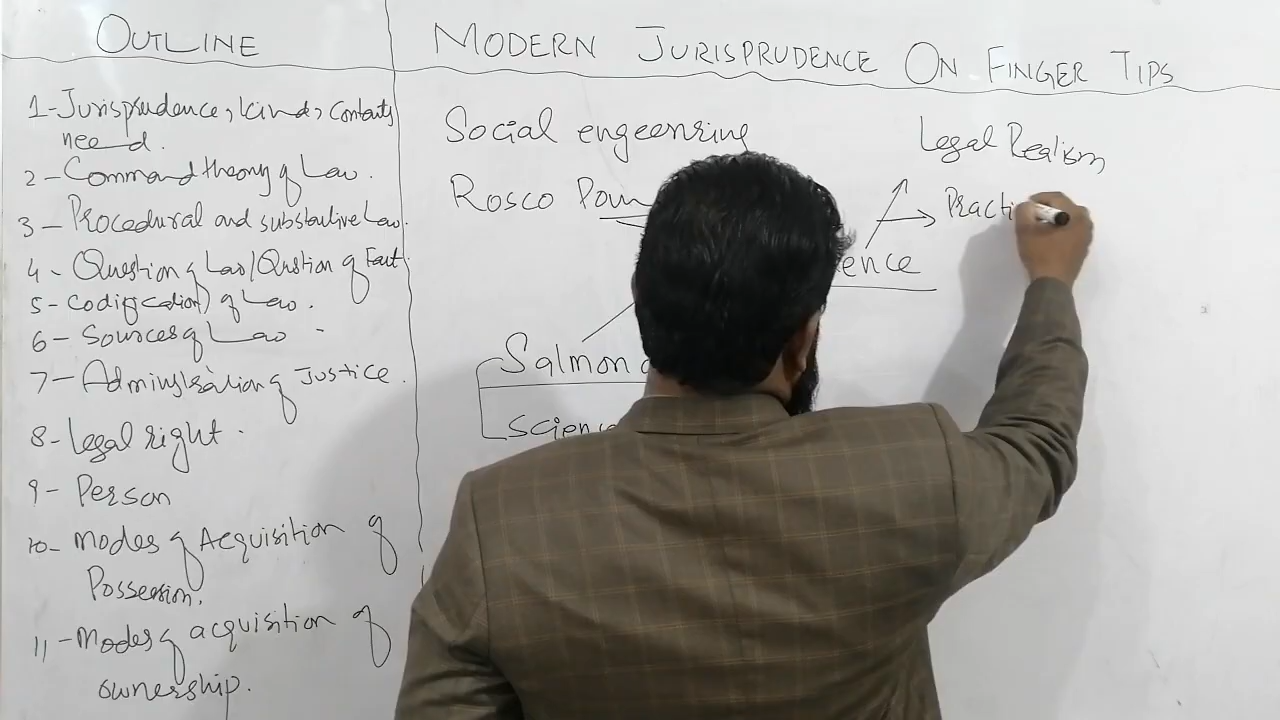 OUTLINE
MODERN JURISPRUDENCE ON FINGER TIPS
1-Jurisprudence, kinds, contents
need.
2- Command theory of Law.
3- Procedural and substantive Law.
4- Question of Law/Qustion of Fact
5- Codification of Law.
6- Sources of Law
7- Administration of Justice.
8- Legal right.
9- Person
10- Modes of Acquisition of
Possession.
11- Modes of acquisition of
ownership.
Social engeenring
Rosco Poun
Legal Realism
Practi
ence
Salmon
Scienc